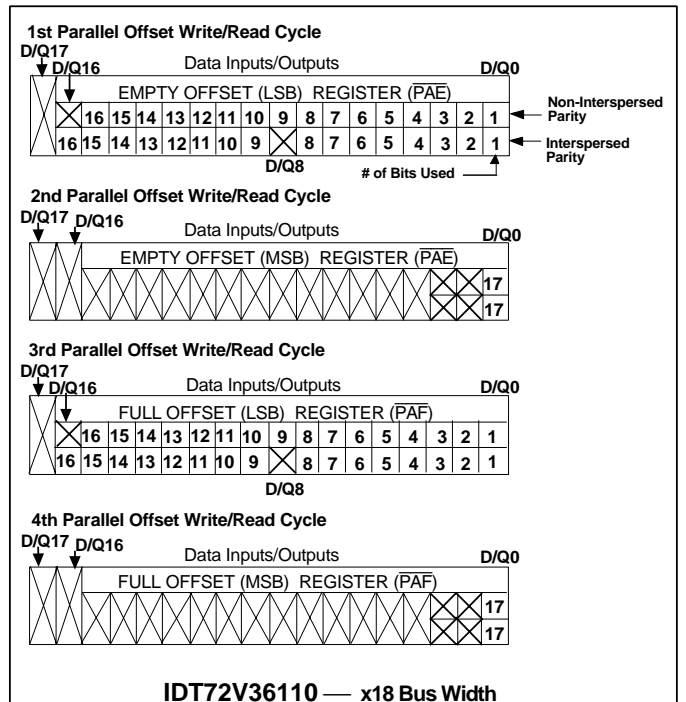 1st Parallel Offset Write/Read Cycle
D/Q17
D/Q16 Data Inputs/Outputs D/Q0
EMPTY OFFSET (LSB) REGISTER (PAE)
16 15 14 13 12 11 10 9 8 7 6 5 4 3 2 1 Non-Interspersed Parity
16 15 14 13 12 11 10 9 8 7 6 5 4 3 2 1 Interspersed Parity
D/Q8
# of Bits Used
2nd Parallel Offset Write/Read Cycle
D/Q17 D/Q16 Data Inputs/Outputs D/Q0
EMPTY OFFSET (MSB) REGISTER (PAE)
17
17
3rd Parallel Offset Write/Read Cycle
D/Q17
D/Q16 Data Inputs/Outputs D/Q0
FULL OFFSET (LSB) REGISTER (PAF)
16 15 14 13 12 11 10 9 8 7 6 5 4 3 2 1
16 15 14 13 12 11 10 9 8 7 6 5 4 3 2 1
D/Q8
4th Parallel Offset Write/Read Cycle
D/Q17 D/Q16 Data Inputs/Outputs D/Q0
FULL OFFSET (MSB) REGISTER (PAF)
17
17
IDT72V36110 — x18 Bus Width